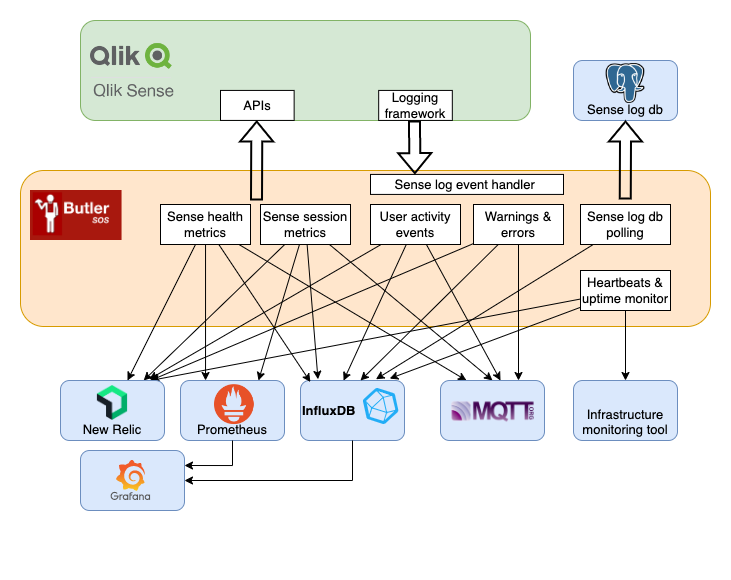 Qlik
Qlik Sense
APIs
Logging
framework
Sense log db
Sense log event handler
Butler
SOS
Sense health
metrics
Sense session
metrics
User activity
events
Warnings &
errors
Sense log db
polling
Heartbeats &
uptime monitor
New Relic
Prometheus
InfluxDB
MQTT
.ORG
Infrastructure
monitoring tool
Grafana